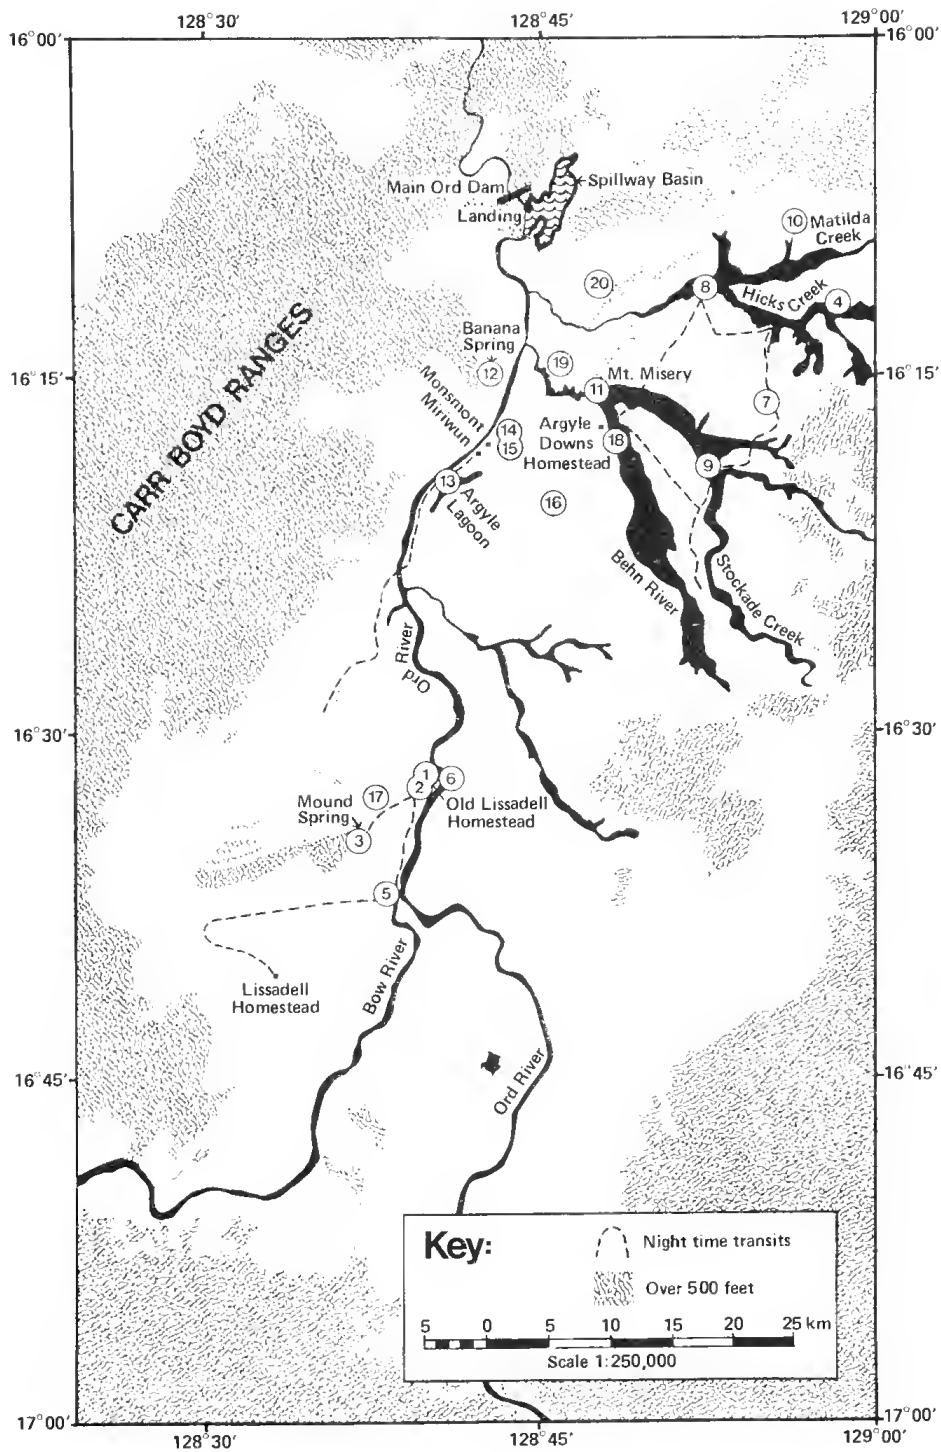 128°30'
128°45'
129°00'
16°00'
16°00'
Main Ord Dam
Spillway Basin
Landing
10
Matilda
Creek
20
8
Hicks Creek
4
CARR BOYD RANGES
Banana
Spring
12
19
Mt. Misery
16°15'
16°15'
11
7
Monsmont
Miriwun
14
15
Argyle
Downs
Homestead
18
9
13
Argyle
Lagoon
16
Behn River
Stockade Creek
Ord
River
16°30'
16°30'
1
2
6
17
Mound
Spring
3
Old Lissadell
Homestead
5
Lissadell
Homestead
Bow River
Ord River
16°45'
16°45'
Key:
Night time transits
Over 500 feet
5 0 5 10 15 20 25 km
Scale 1:250,000
17°00'
17°00'
128°30'
128°45'
129°00'